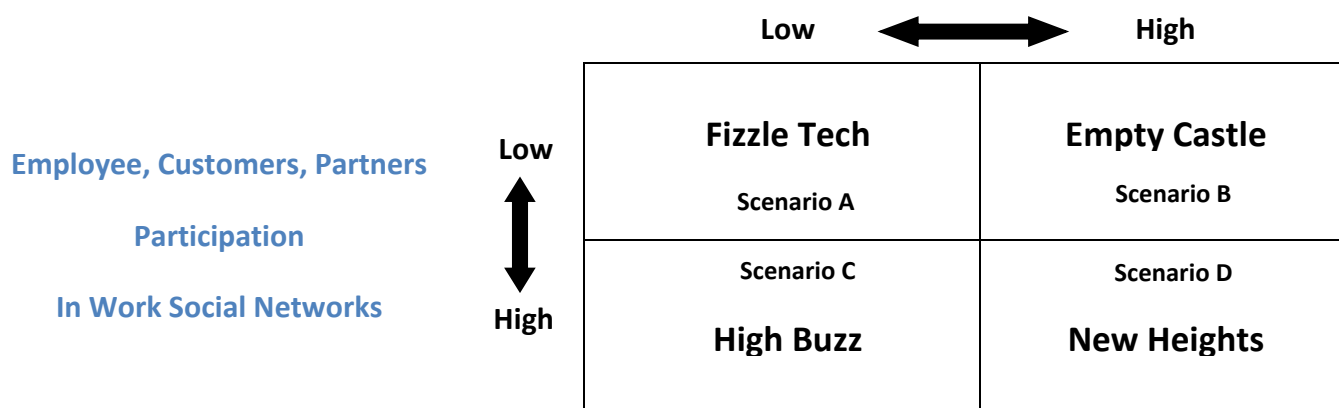 Low High
Fizzle Tech Empty Castle
Low
Employee, Customers, Partners
Scenario A Scenario B
Participation
Scenario C Scenario D
In Work Social Networks
High
High Buzz New Heights